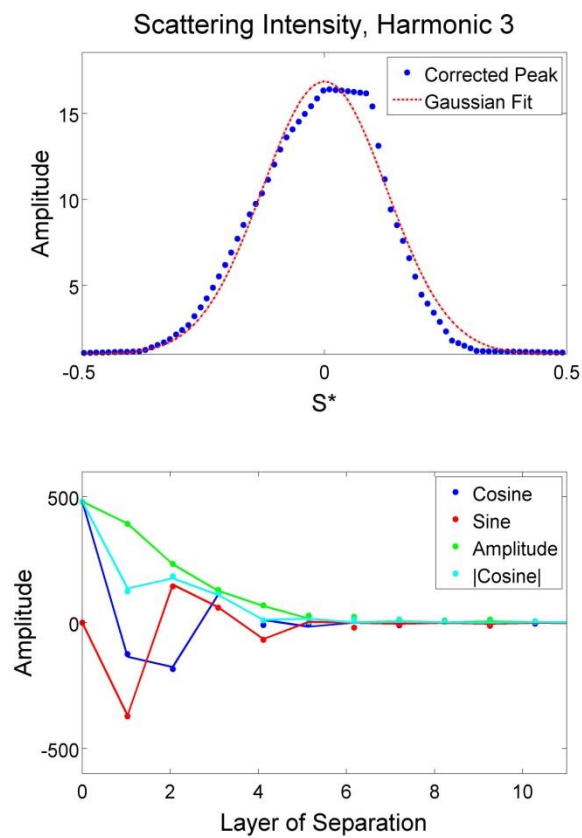 Scattering Intensity, Harmonic 3
Corrected Peak
Gaussian Fit
15
10
5
Amplitude
-0.5 0 0.5
S*
500
0
-500
Amplitude
Cosine
Sine
Amplitude
|Cosine|
0 2 4 6 8 10
Layer of Separation